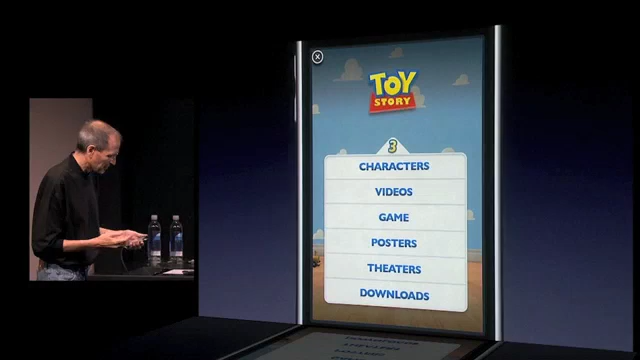 TOY
STORY
3
CHARACTERS
VIDEOS
GAME
POSTERS
THEATERS
DOWNLOADS